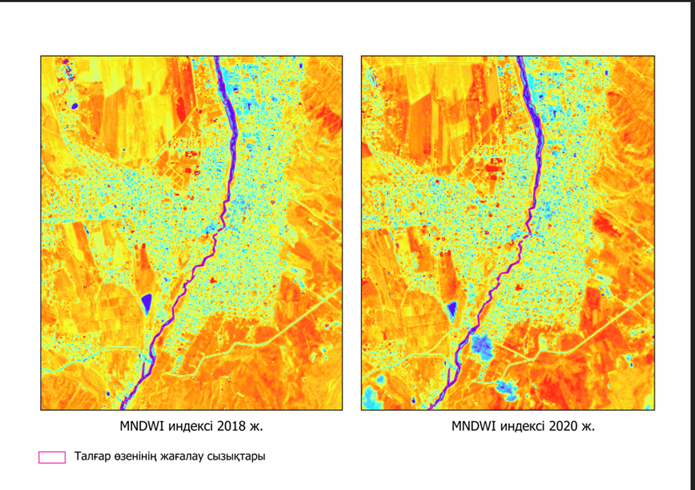 MNDWI индексі 2018 ж.
MNDWI индексі 2020 ж.
Талғар өзенінің жағалау сызықтары